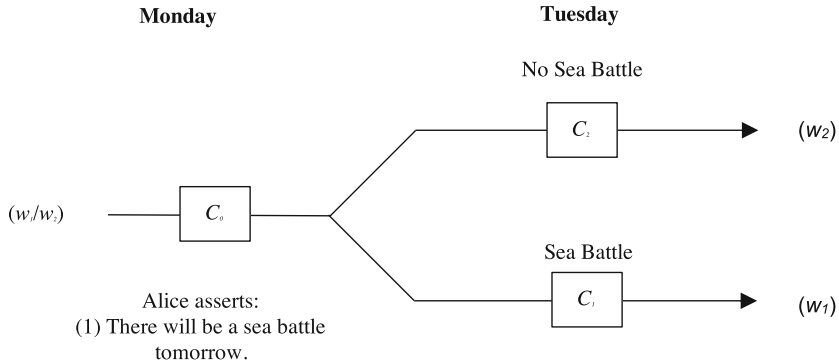 Monday
Tuesday
No Sea Battle
C₂
(w₂)
(w₁/w₂)
C₀
Sea Battle
C₁
(w₁)
Alice asserts:
(1) There will be a sea battle
tomorrow.